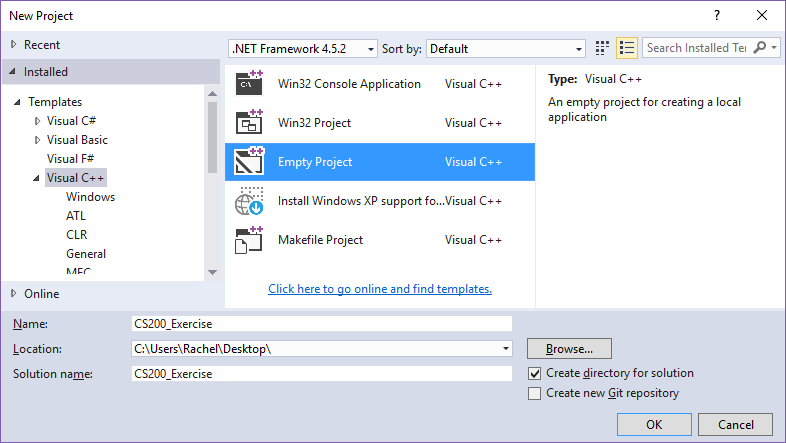 New Project
?
Recent
.NET Framework 4.5.2
Sort by:
Default
Search Installed Te
Installed
Templates
Visual C#
Visual Basic
Visual F#
Visual C++
Windows
ATL
CLR
General
MFC
Online
Win32 Console Application Visual C++
Win32 Project Visual C++
Empty Project Visual C++
Install Windows XP support fo...Visual C++
Makefile Project Visual C++
Click here to go online and find templates.
Type: Visual C++
An empty project for creating a local
application
Name: CS200_Exercise
Location: C:\Users\Rachel\Desktop\
Browse...
Solution name: CS200_Exercise
Create directory for solution
Create new Git repository
OK
Cancel